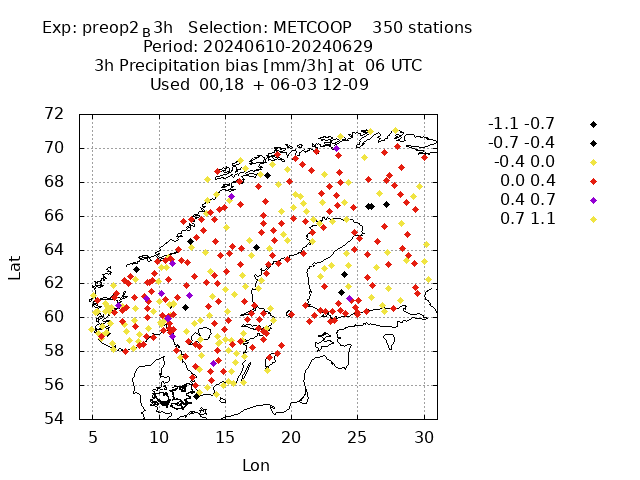 Exp: preop2 B 3h Selection: METCOOP 350 stations
Period: 20240610-20240629
3h Precipitation bias [mm/3h] at 06 UTC
Used 00,18 + 06-03 12-09
72
70
68
66
64
62
60
58
56
54
5 10 15 20 25 30
Lat
Lon
-1.1 -0.7
-0.7 -0.4
-0.4 0.0
0.0 0.4
0.4 0.7
0.7 1.1